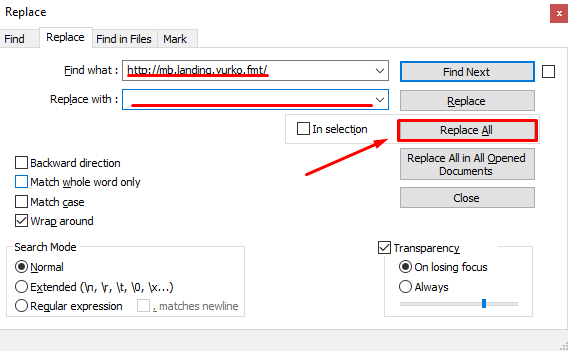 Replace
x
Find
Replace
Find in Files
Mark
Find what :
http://mb.landing.yurko.fmt/
Find Next
Replace with :
Replace
In selection
Replace All
Replace All in All Opened
Documents
Close
Backward direction
Match whole word only
Match case
Wrap around
Search Mode
Normal
Extended (\n, \r, \t, \0, \x...)
Regular expression
. matches newline
Transparency
On losing focus
Always